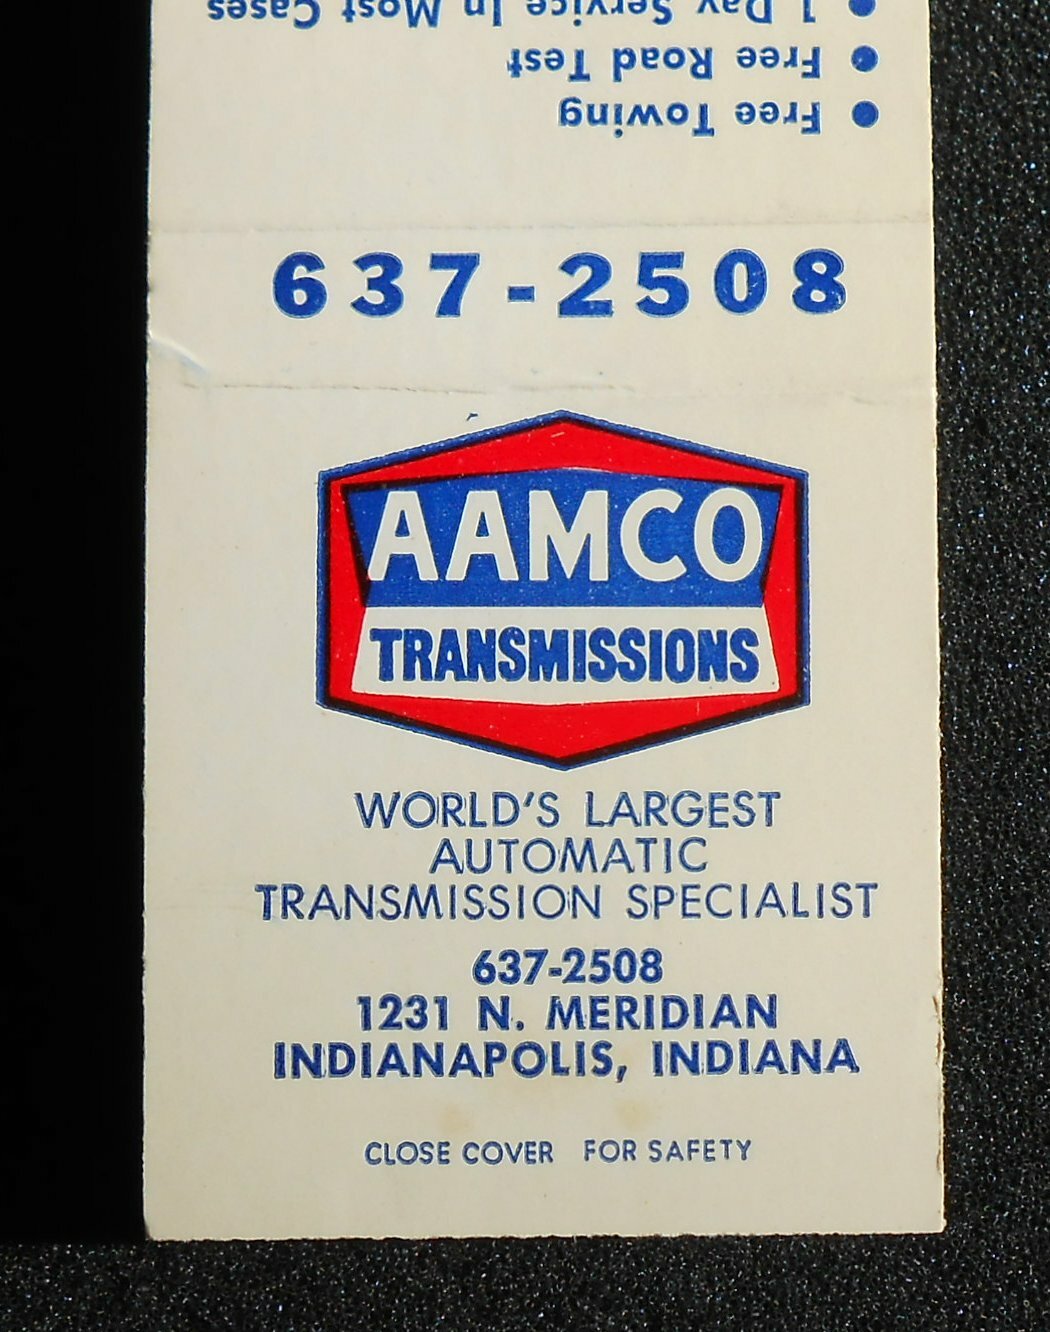 • 1 Day Service In Most Cases
• Free Road Test
• Free Towing
637-2508
AAMCO
TRANSMISSIONS
WORLD'S LARGEST
AUTOMATIC
TRANSMISSION SPECIALIST
637-2508
1231 N. MERIDIAN
INDIANAPOLIS, INDIANA
CLOSE COVER FOR SAFETY